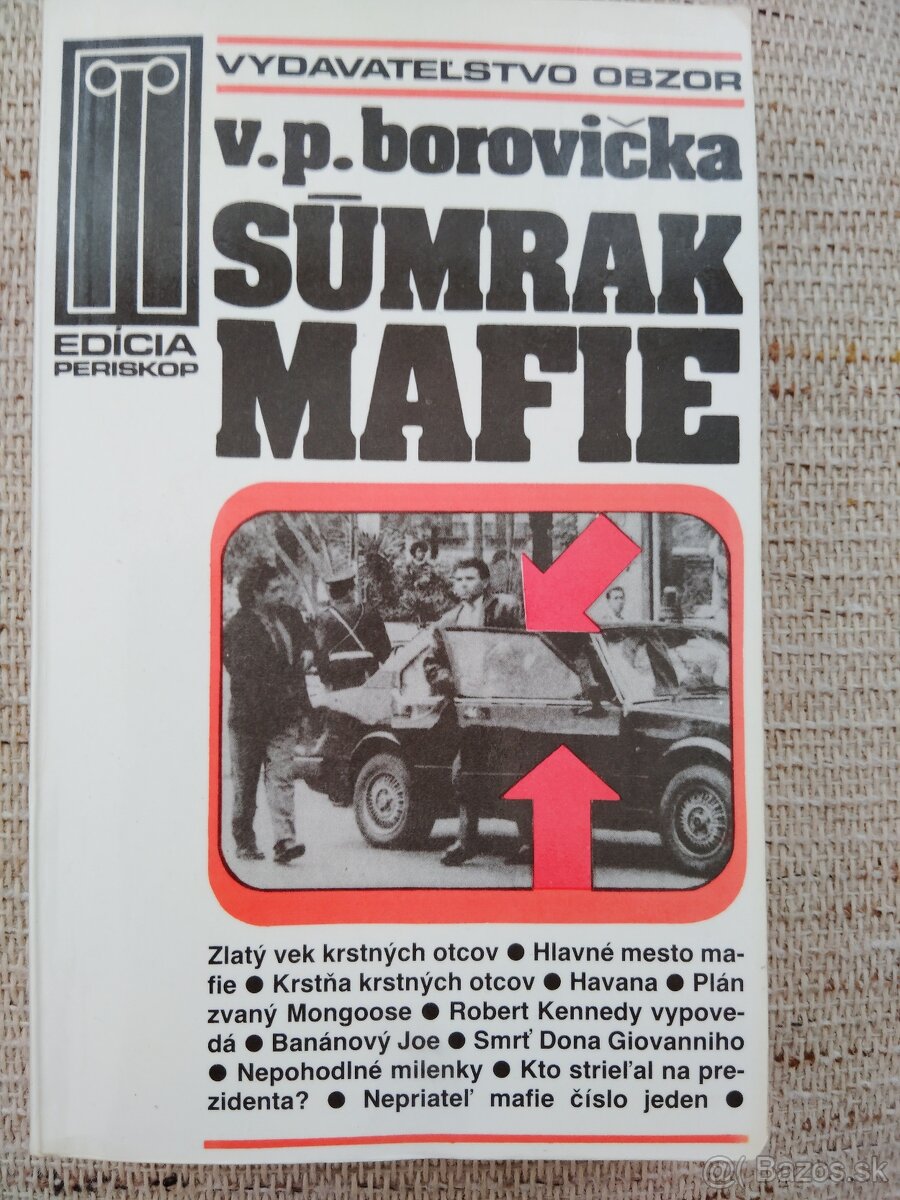 VYDAVATEĽSTVO OBZOR
v.p.borovička
SÚMRAK
MAFIE
EDÍCIA
PERISKOP
Zlatý vek krstných otcov ● Hlavné mesto ma-
fie ● Krstňa krstných otcov ● Havana ● Plán
zvaný Mongoose ● Robert Kennedy vypove-
dá ● Banánový Joe ● Smrť Dona Giovanniho
● Nepohodlné milenky ● Kto strieľal na pre-
zidenta? ● Nepriateľ mafie číslo jeden ●
@( Bazos.sk